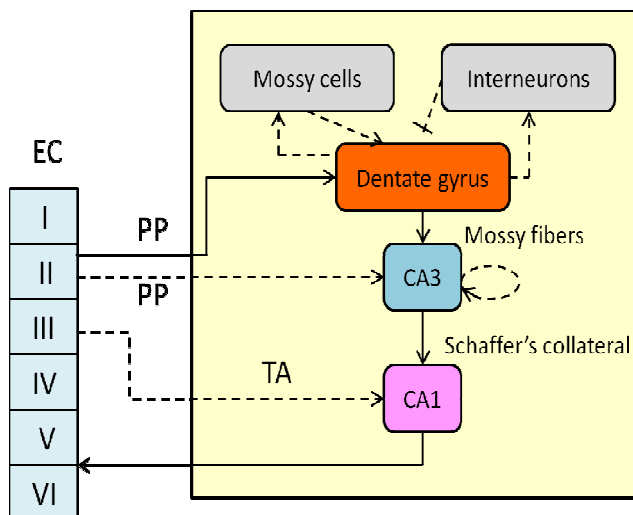 Mossy cells
Interneurons
EC
Dentate gyrus
I
PP
Mossy fibers
II
CA3
PP
III
Schaffer's collateral
TA
IV
CA1
V
VI